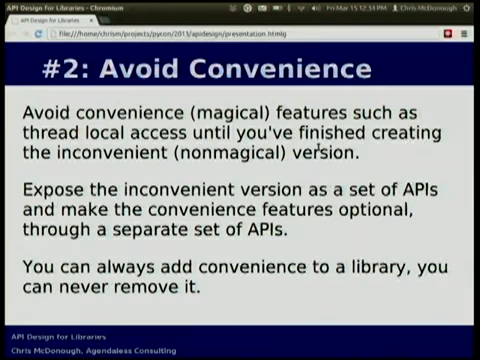 API Design for Libraries - Chromium
Fri Mar 15 12:34 PM
Chris McDonough
API Design for Libraries
file:///home/chrism/projects/pycon/2013/apidesign/presentation.html
#2: Avoid Convenience
Avoid convenience (magical) features such as
thread local access until you've finished creating
the inconvenient (nonmagical) version.
Expose the inconvenient version as a set of APIs
and make the convenience features optional,
through a separate set of APIs.
You can always add convenience to a library, you
can never remove it.
API Design for Libraries
Chris McDonough, Agendaless Consulting